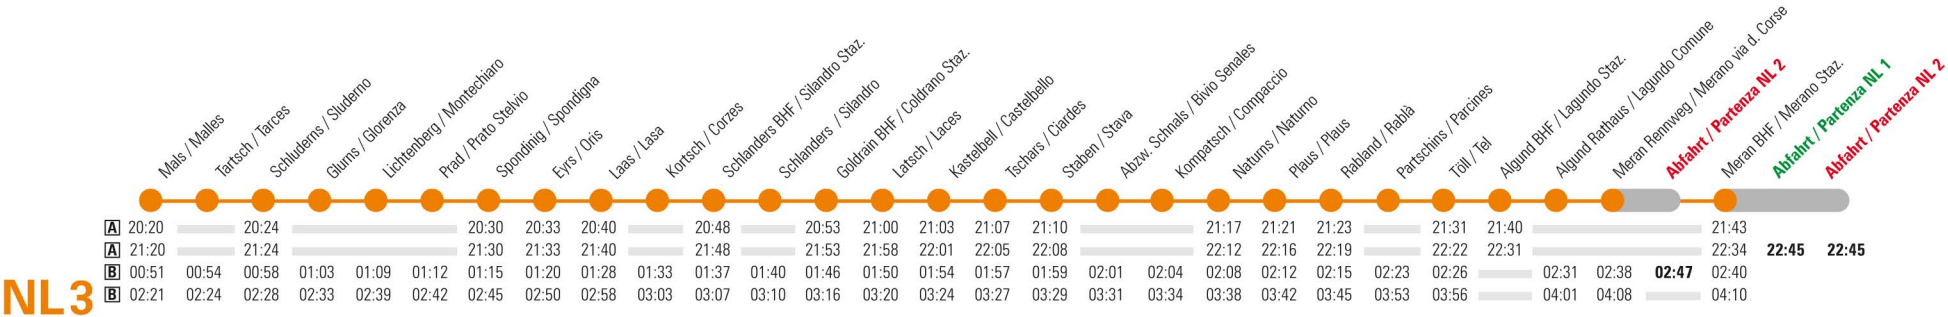 Mals / Malles
Tartsch / Tarces
Schluderns / Sluderno
Glurns / Glorenza
Lichtenberg / Montechiaro
Prad / Prato Stelvio
Spondinig / Spondigna
Eyrs / Oris
Laas / Lasa
Kortsch / Corzes
Schlanders BHF / Silandro Staz.
Schlanders / Silandro
Goldrain BHF / Coldrano Staz.
Latsch / Laces
Kastelbell / Castelbello
Tschars / Ciardes
Staben / Stava
Abzw. Schnals / Bivio Senales
Kompatsch / Compaccio
Naturns / Naturno
Plaus / Plaus
Rabland / Rablà
Partschins / Parcines
Töll / Tel
Algund BHF / Lagundo Staz.
Algund Rathaus / Lagundo Comune
Meran Rennweg / Merano via d. Corse
Abfahrt / Partenza NL 2
Meran BHF / Merano Staz.
Abfahrt / Partenza NL 1
Abfahrt / Partenza NL 2
A 20:20 20:24 20:30 20:33 20:40 20:48 20:53 21:00 21:03 21:07 21:10 21:17 21:21 21:23 21:31 21:40 21:43
A 21:20 21:24 21:30 21:33 21:40 21:48 21:53 21:58 22:01 22:05 22:08 22:12 22:16 22:19 22:22 22:31 22:34 22:45 22:45
B 00:51 00:54 00:58 01:03 01:09 01:12 01:15 01:20 01:28 01:33 01:37 01:40 01:46 01:50 01:54 01:57 01:59 02:01 02:04 02:08 02:12 02:15 02:23 02:26 02:31 02:38 02:47 02:40
NL3 B 02:21 02:24 02:28 02:33 02:39 02:42 02:45 02:50 02:58 03:03 03:07 03:10 03:16 03:20 03:24 03:27 03:29 03:31 03:34 03:38 03:42 03:45 03:53 03:56 04:01 04:08 04:10